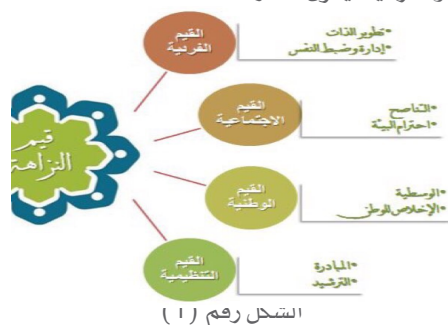 قيم
النزاهة
القيم
الفردية
•تطوير الذات
•إدارة وضبط النفس
القيم
الاجتماعية
•التناصح
•احترام البيئة
القيم
الوطنية
•الوسطية
•الإخلاص للوطن
القيم
التنظيمية
•المبادرة
•الترشيد
الشكل رقم (1)